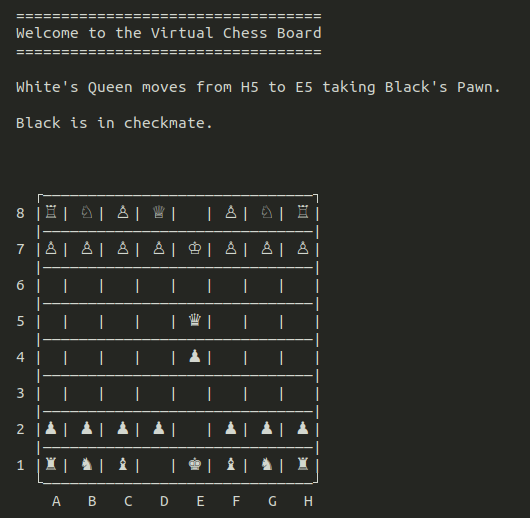 ==================================
Welcome to the Virtual Chess Board
==================================
White's Queen moves from H5 to E5 taking Black's Pawn.
Black is in checkmate.
8 |♖| ♘ | ♙ | ♕ |   | ♙ | ♘ | ♖ |
7 |♙| ♙ | ♙ | ♙ | ♔ | ♙ | ♙ | ♙ |
6 | |   |   |   |   |   |   |   |
5 | |   |   |   | ♛ |   |   |   |
4 | |   |   |   | ♟ |   |   |   |
3 | |   |   |   |   |   |   |   |
2 |♟| ♟ | ♟ | ♟ |   | ♟ | ♟ | ♟ |
1 |♜| ♞ | ♝ |   | ♚ | ♝ | ♞ | ♜ |
A B C D E F G H